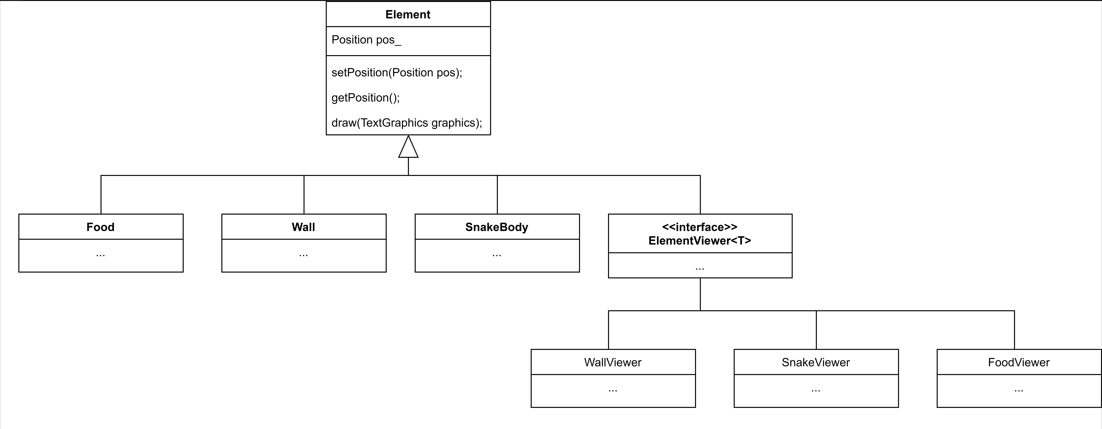 Element
Position pos_
setPosition(Position pos);
getPosition();
draw(TextGraphics graphics);
Food
...
Wall
...
SnakeBody
...
<<interface>>
ElementViewer<T>
...
WallViewer
...
SnakeViewer
...
FoodViewer
...